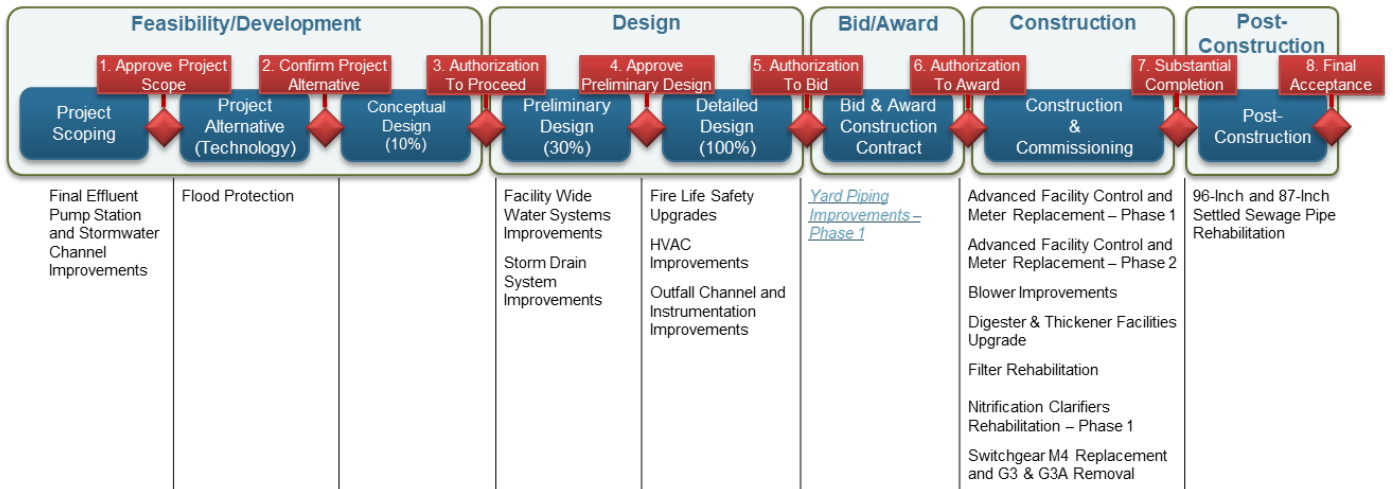 Feasibility/Development
Design
Bid/Award
Construction
Post-
Construction
1. Approve Project
Scope
2. Confirm Project
Alternative
3. Authorization
To Proceed
4. Approve
Preliminary Design
5. Authorization
To Bid
6. Authorization
To Award
7. Substantial
Completion
8. Final
Acceptance
Project
Scoping
Project
Alternative
(Technology)
Conceptual
Design
(10%)
Preliminary
Design
(30%)
Detailed
Design
(100%)
Bid & Award
Construction
Contract
Construction
&
Commissioning
Post-
Construction
Final Effluent
Pump Station
and Stormwater
Channel
Improvements
Flood Protection
Facility Wide
Water Systems
Improvements
Storm Drain
System
Improvements
Fire Life Safety
Upgrades
HVAC
Improvements
Outfall Channel and
Instrumentation
Improvements
Yard Piping
Improvements –
Phase 1
Advanced Facility Control and
Meter Replacement – Phase 1
Advanced Facility Control and
Meter Replacement – Phase 2
Blower Improvements
Digester & Thickener Facilities
Upgrade
Filter Rehabilitation
Nitrification Clarifiers
Rehabilitation – Phase 1
Switchgear M4 Replacement
and G3 & G3A Removal
96-Inch and 87-Inch
Settled Sewage Pipe
Rehabilitation